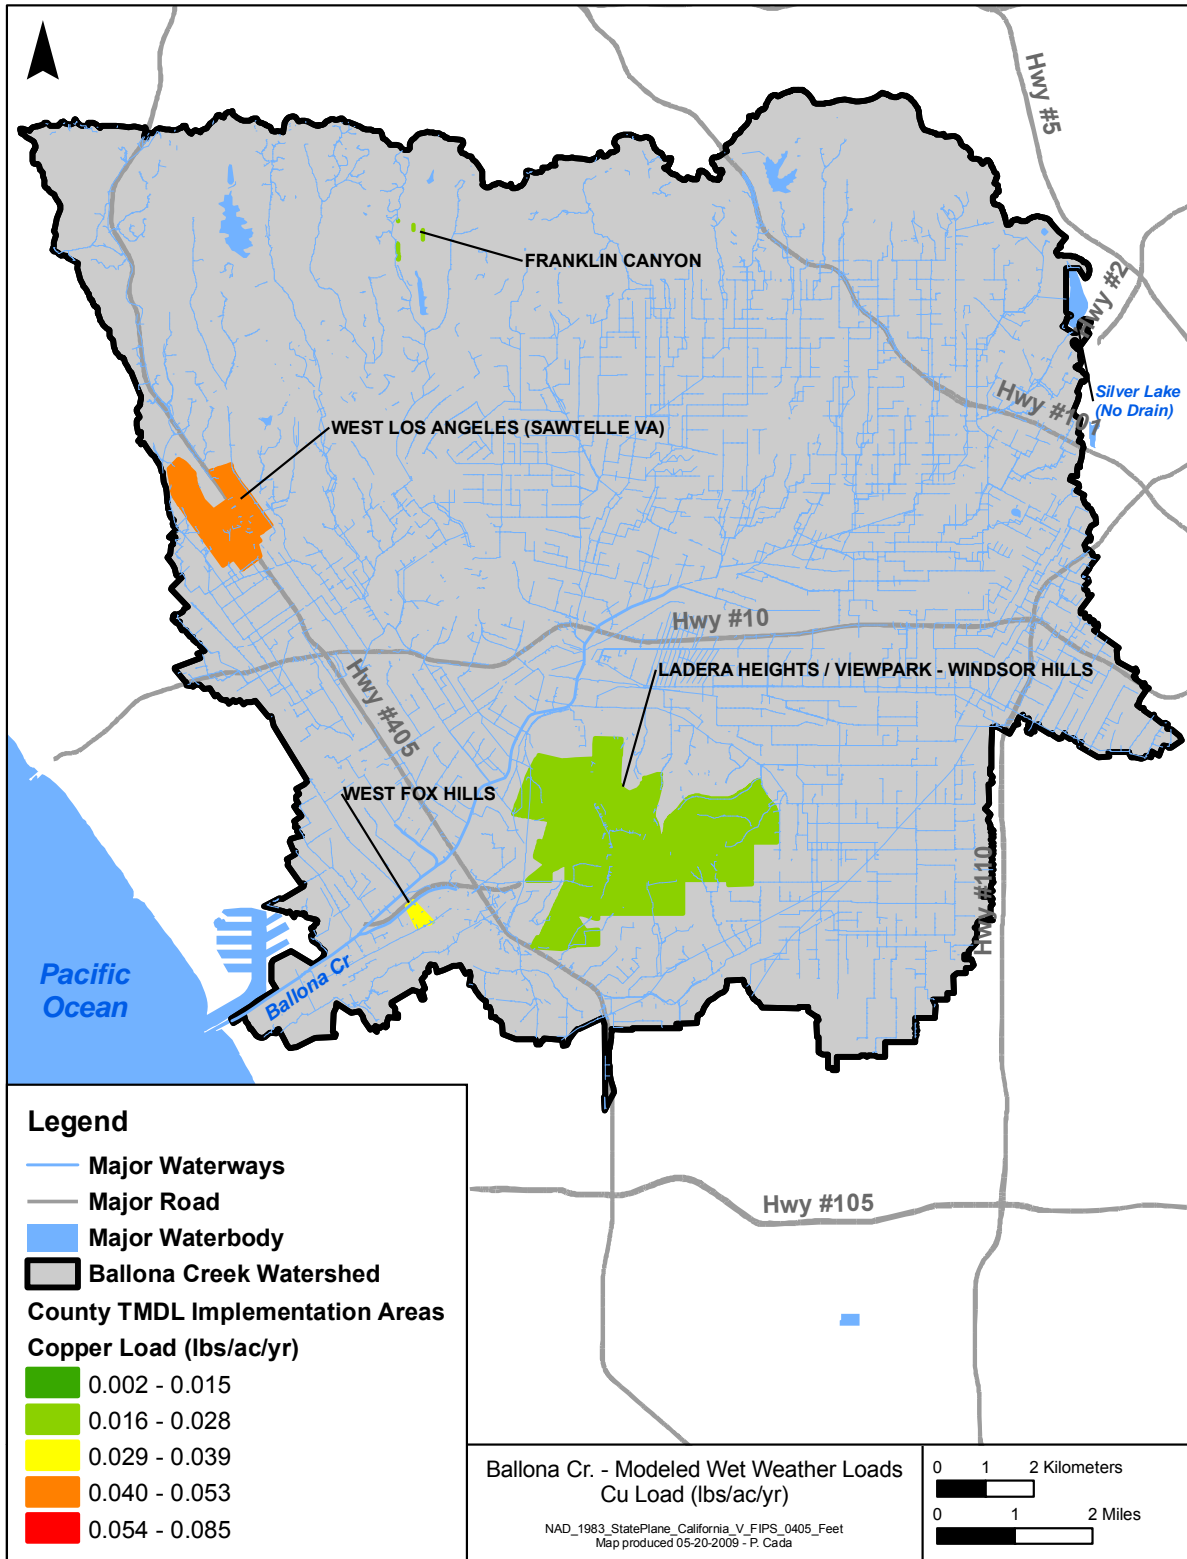 Hwy #5
FRANKLIN CANYON
Hwy #2
Silver Lake
(No Drain)
Hwy #101
WEST LOS ANGELES (SAWTELLE VA)
Hwy #10
LADERA HEIGHTS / VIEWPARK - WINDSOR HILLS
Hwy #405
WEST FOX HILLS
Hwy #110
Pacific
Ocean
Ballona Cr
Legend
Major Waterways
Major Road
Major Waterbody
Ballona Creek Watershed
County TMDL Implementation Areas
Copper Load (lbs/ac/yr)
0.002 - 0.015
0.016 - 0.028
0.029 - 0.039
0.040 - 0.053
0.054 - 0.085
Hwy #105
Ballona Cr. - Modeled Wet Weather Loads
Cu Load (lbs/ac/yr)
NAD_1983_StatePlane_California_V_FIPS_0405_Feet
Map produced 05-20-2009 - P. Cada
0 1 2 Kilometers
0 1 2 Miles